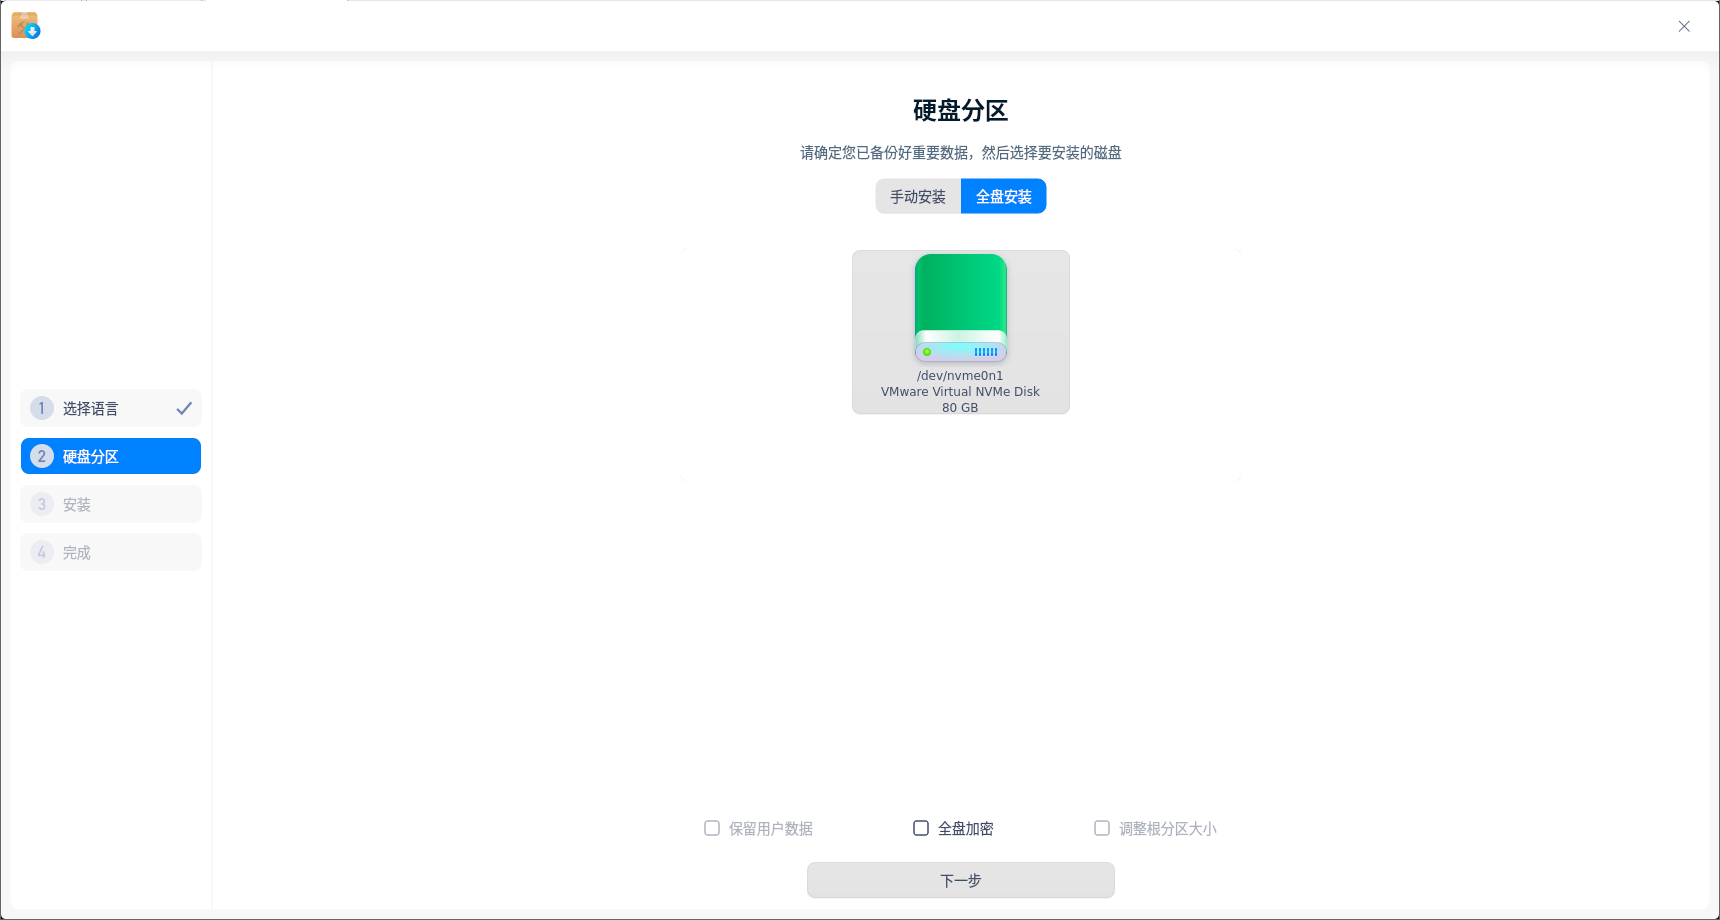 硬盘分区
请确定您已备份好重要数据，然后选择要安装的磁盘
手动安装 全盘安装
/dev/nvme0n1
VMware Virtual NVMe Disk
80 GB
1 选择语言
2 硬盘分区
3 安装
4 完成
保留用户数据 全盘加密 调整根分区大小
下一步